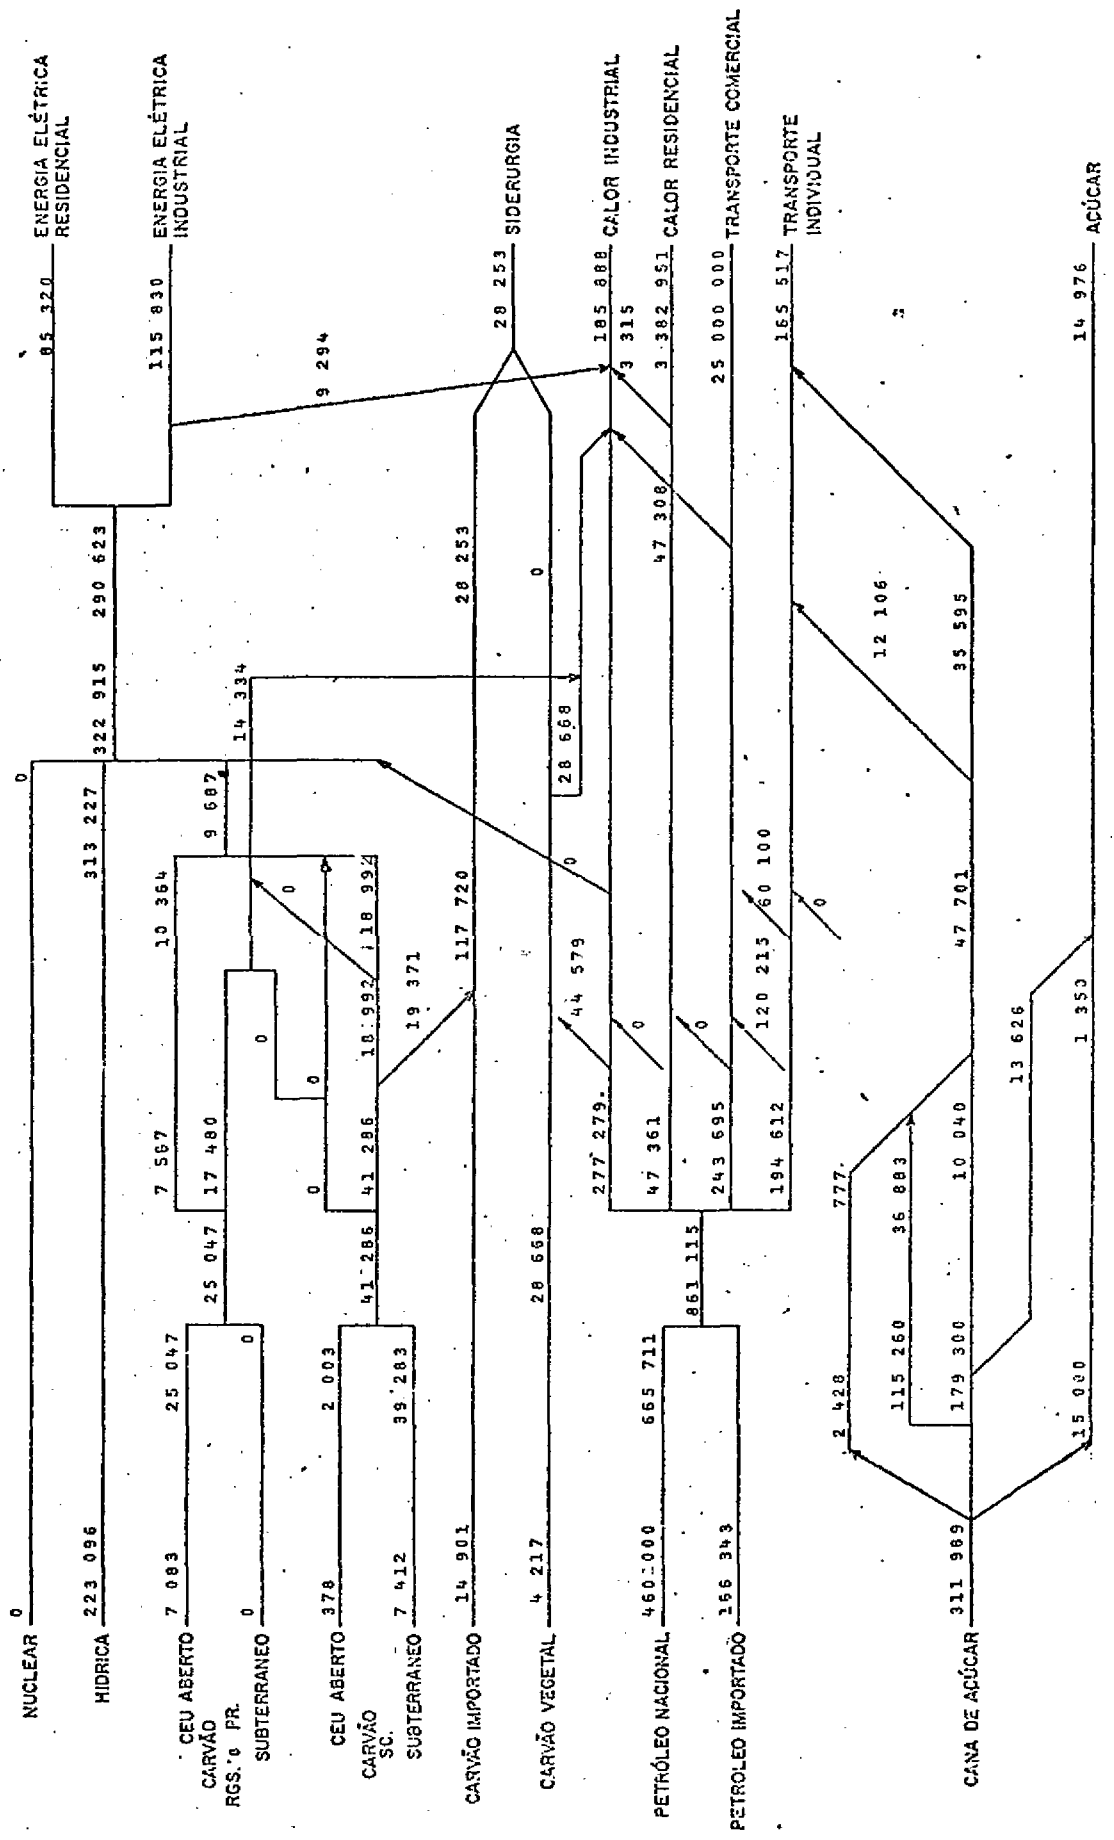 NUCLEAR
0
0
HIDRICA
223 096
313 227
322 915
290 623
85 320
ENERGIA ELÉTRICA
RESIDENCIAL
115 830
ENERGIA ELÉTRICA
INDUSTRIAL
9 294
CEU ABERTO
CARVÃO
RGS. e PR.
SUBTERRANEO
7 083
25 047
0
0
25 047
7 567
10 364
17 480
9 687
14 334
0
0
CEU ABERTO
CARVÃO
SC.
SUBTERRANEO
378
2 003
7 412
39 283
41 286
0
0
41 286
18 992
18 992
19 371
CARVÃO IMPORTADO
14 901
117 720
28 253
28 253
SIDERURGIA
CARVÃO VEGETAL
4 217
28 668
44 579
0
28 668
0
PETRÓLEO NACIONAL
460 000
665 711
PETROLEO IMPORTADO
166 343
861 115
277 279
0
185 888
CALOR INDUSTRIAL
3 315
47 361
0
47 308
3 382 951
CALOR RESIDENCIAL
243 695
120 215
60 100
25 000 000
TRANSPORTE COMERCIAL
194 612
0
165 517
TRANSPORTE
INDIVIDUAL
12 106
CANA DE AÇÚCAR
311 989
2 428
777
115 260
36 883
179 300
10 040
47 701
35 595
13 626
15 000
1 350
14 976
AÇÚCAR